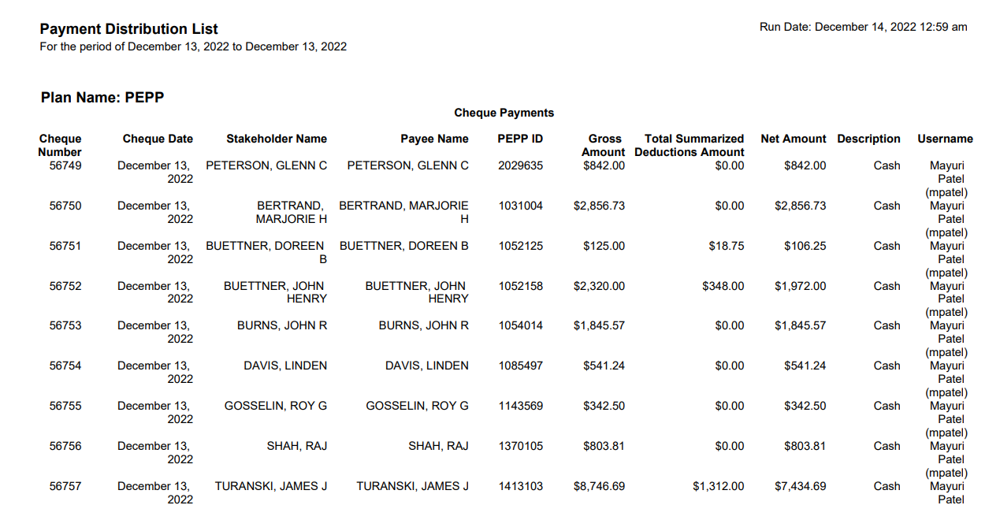 Payment Distribution List
Run Date: December 14, 2022 12:59 am
For the period of December 13, 2022 to December 13, 2022
Plan Name: PEPP
Cheque Payments
Cheque Cheque Date Stakeholder Name Payee Name PEPP ID Gross Total Summarized Net Amount Description Username
Number Amount Deductions Amount
56749 December 13, PETERSON, GLENN C PETERSON, GLENN C 2029635 $842.00 $0.00 $842.00 Cash Mayuri
2022 Patel
(mpatel)
56750 December 13, BERTRAND, BERTRAND, MARJORIE 1031004 $2,856.73 $0.00 $2,856.73 Cash Mayuri
2022 MARJORIE H H Patel
(mpatel)
56751 December 13, BUETTNER, DOREEN BUETTNER, DOREEN B 1052125 $125.00 $18.75 $106.25 Cash Mayuri
2022 B Patel
(mpatel)
56752 December 13, BUETTNER, JOHN BUETTNER, JOHN 1052158 $2,320.00 $348.00 $1,972.00 Cash Mayuri
2022 HENRY HENRY Patel
(mpatel)
56753 December 13, BURNS, JOHN R BURNS, JOHN R 1054014 $1,845.57 $0.00 $1,845.57 Cash Mayuri
2022 Patel
(mpatel)
56754 December 13, DAVIS, LINDEN DAVIS, LINDEN 1085497 $541.24 $0.00 $541.24 Cash Mayuri
2022 Patel
(mpatel)
56755 December 13, GOSSELIN, ROY G GOSSELIN, ROY G 1143569 $342.50 $0.00 $342.50 Cash Mayuri
2022 Patel
(mpatel)
56756 December 13, SHAH, RAJ SHAH, RAJ 1370105 $803.81 $0.00 $803.81 Cash Mayuri
2022 Patel
(mpatel)
56757 December 13, TURANSKI, JAMES J TURANSKI, JAMES J 1413103 $8,746.69 $1,312.00 $7,434.69 Cash Mayuri
2022 Patel